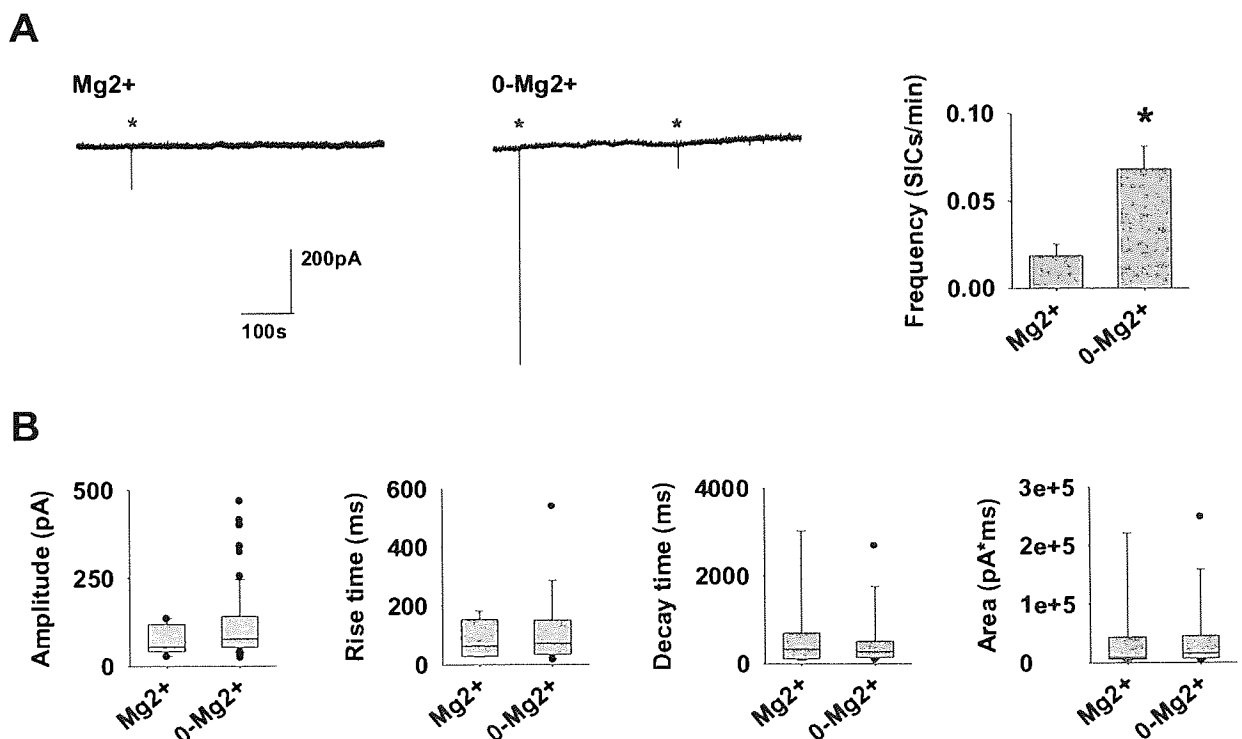 A
Mg2+
0-Mg2+
*
*
*
200pA
100s
Frequency (SICs/min)
0.10
0.05
0.00
*
Mg2+
0-Mg2+
B
Amplitude (pA)
500
250
0
Mg2+
0-Mg2+
Rise time (ms)
600
400
200
0
Mg2+
0-Mg2+
Decay time (ms)
4000
2000
0
Mg2+
0-Mg2+
Area (pA*ms)
3e+5
2e+5
1e+5
0
Mg2+
0-Mg2+